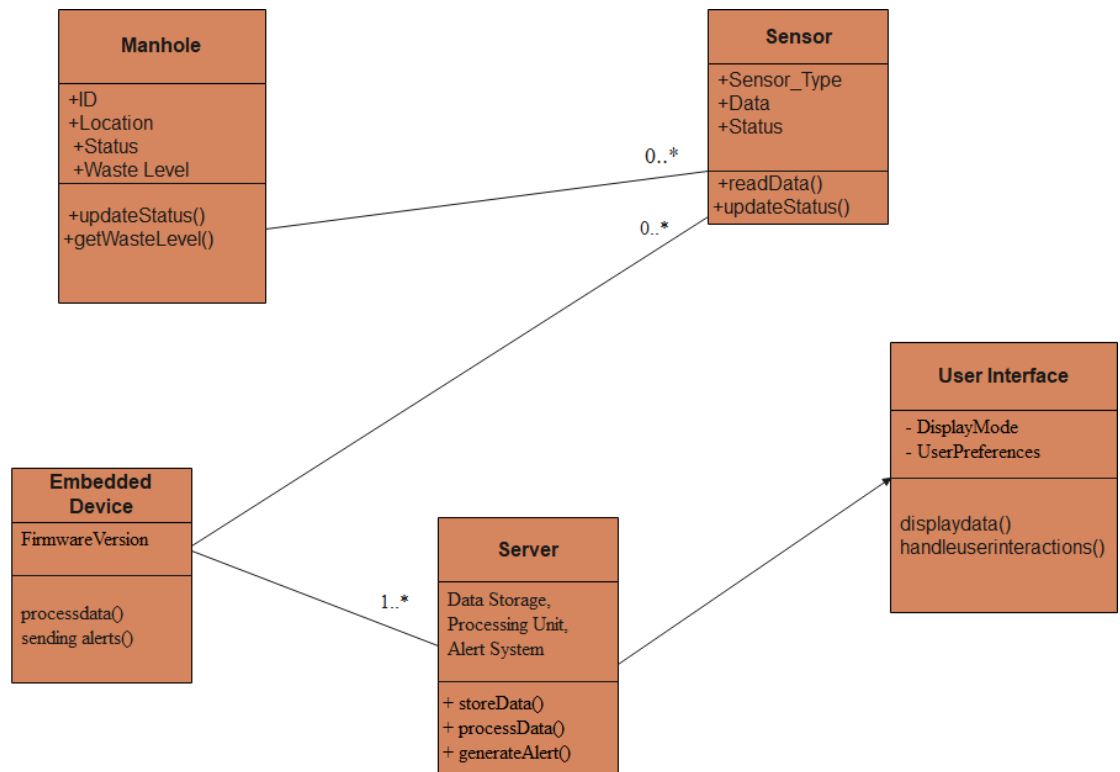 Manhole
+ID
+Location
+Status
+Waste Level
+updateStatus()
+getWasteLevel()
Sensor
+Sensor_Type
+Data
+Status
+readData()
+updateStatus()
0..*
0..*
User Interface
- DisplayMode
- UserPreferences
displaydata()
handleuserinteractions()
Embedded
Device
FirmwareVersion
processdata()
sending alerts()
1..*
Server
Data Storage,
Processing Unit,
Alert System
+ storeData()
+ processData()
+ generateAlert()